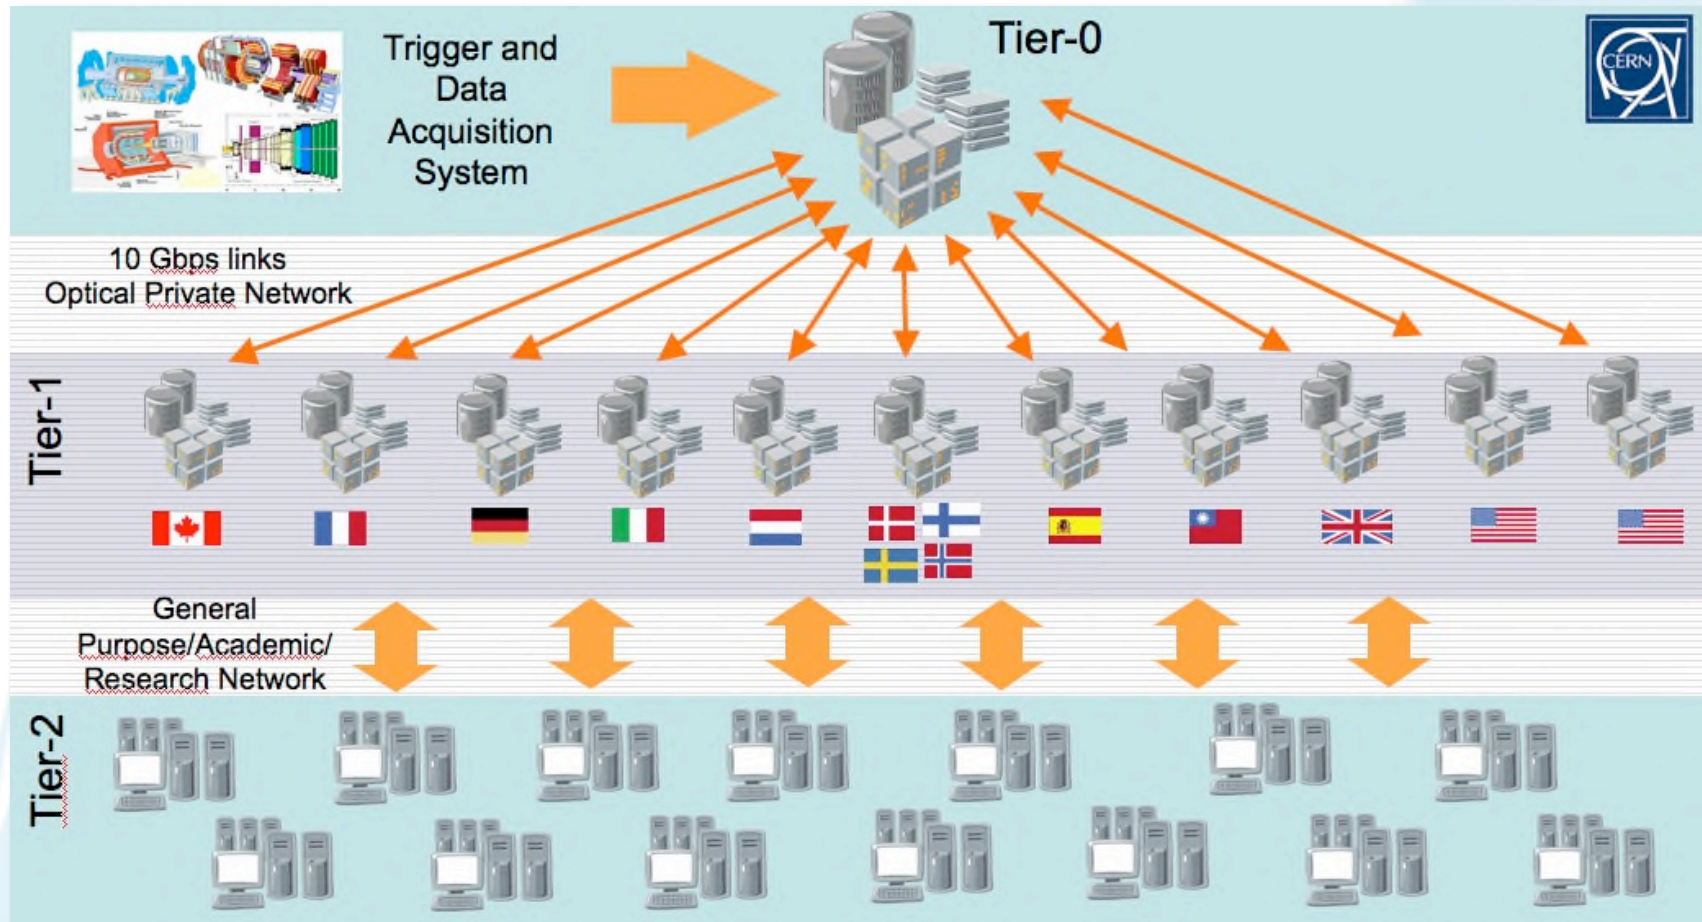 Trigger and
Data
Acquisition
System
Tier-0
CERN
10 Gbps links
Optical Private Network
Tier-1
General
Purpose/Academic/
Research Network
Tier-2